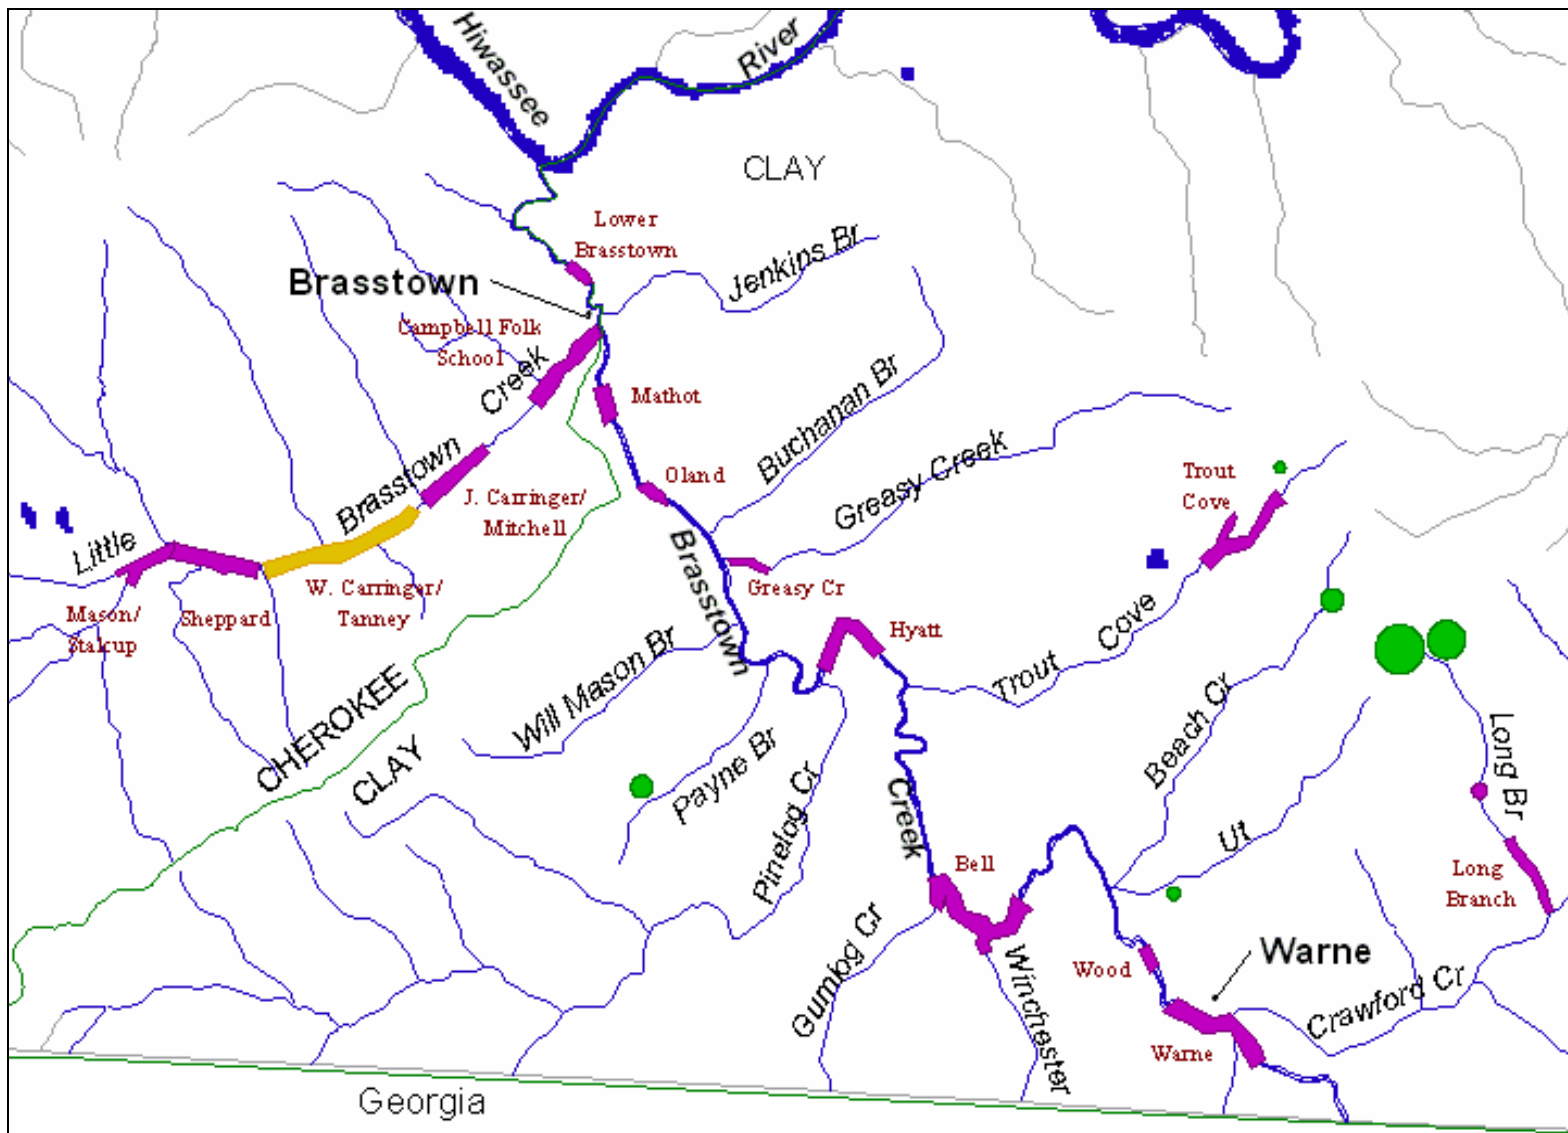 Hiwassee
River
CLAY
Lower
Brasstown
Jenkins Br
Brasstown
Campbell Folk
School
Creek
Mathot
Buchanan Br
Brasstown
Oland
Greasy Creek
Trout
Cove
J. Carringer/
Mitchell
Little
Brasstown
Greasy Cr
W. Carringer/
Tanney
Mason/
Stalcup
Sheppard
Hyatt
Trout
Cove
Will Mason Br
CHEROKEE
CLAY
Beach Cr
Long Br
Payne Br
Pinelog Cr
Creek
Ut
Bell
Long
Branch
Gumlog Cr
Winchester
Wood
Warne
Crawford Cr
Warne
Georgia